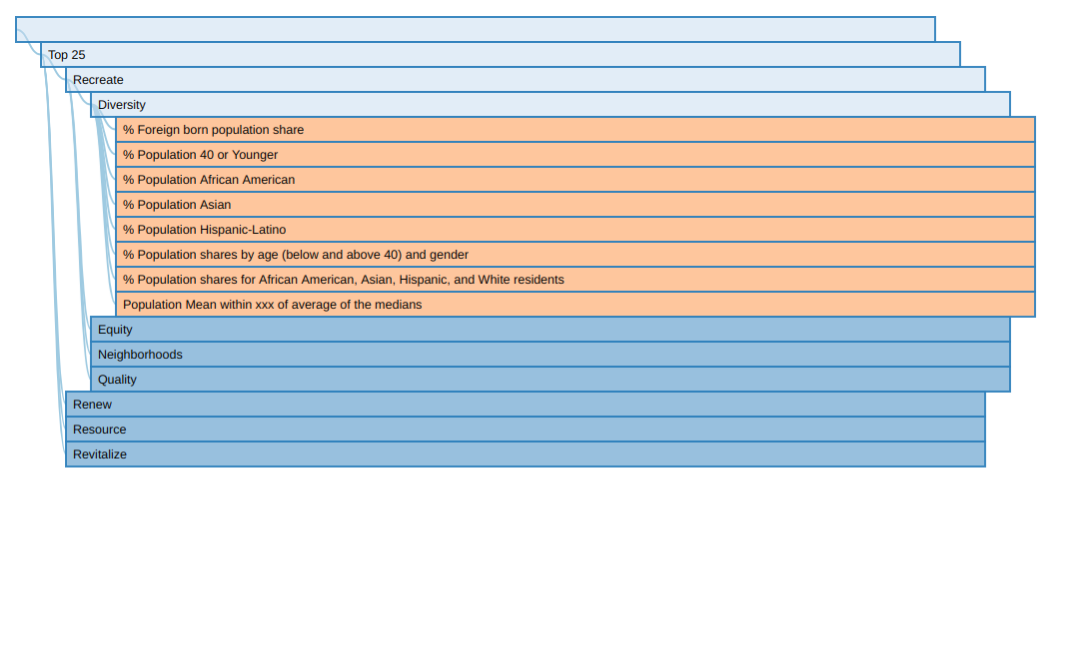 Top 25
Recreate
Diversity
% Foreign born population share
% Population 40 or Younger
% Population African American
% Population Asian
% Population Hispanic-Latino
% Population shares by age (below and above 40) and gender
% Population shares for African American, Asian, Hispanic, and White residents
Population Mean within xxx of average of the medians
Equity
Neighborhoods
Quality
Renew
Resource
Revitalize